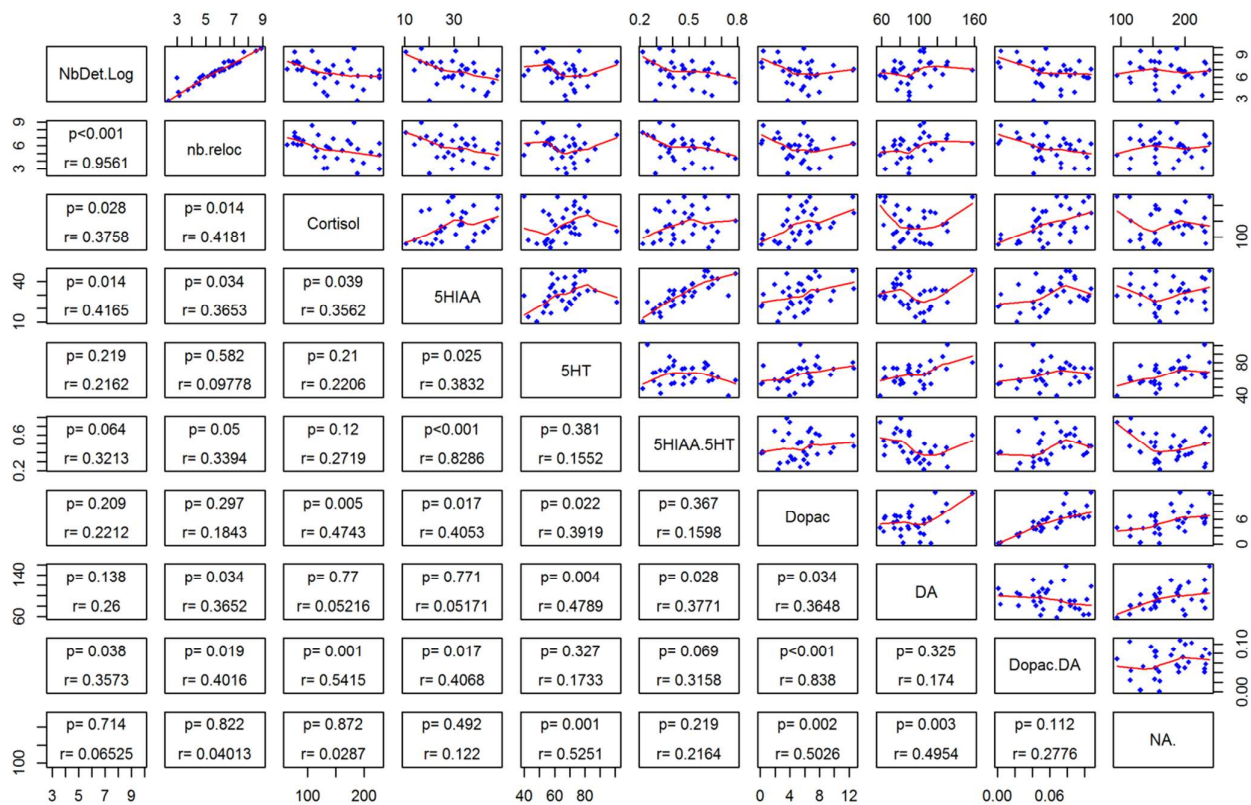 3 5 7 9 10 30 0.2 0.5 0.8 60 100 160 100 200
NbDet.Log
3 6 9
3 6 9
p<0.001
r= 0.9561
nb.reloc
p= 0.028
r= 0.3758
p= 0.014
r= 0.4181
Cortisol
100
10 40
p= 0.014
r= 0.4165
p= 0.034
r= 0.3653
p= 0.039
r= 0.3562
5HIAA
p= 0.219
r= 0.2162
p= 0.582
r= 0.09778
p= 0.21
r= 0.2206
p= 0.025
r= 0.3832
5HT
40 80
0.2 0.6
p= 0.064
r= 0.3213
p= 0.05
r= 0.3394
p= 0.12
r= 0.2719
p<0.001
r= 0.8286
p= 0.381
r= 0.1552
5HIAA.5HT
p= 0.209
r= 0.2212
p= 0.297
r= 0.1843
p= 0.005
r= 0.4743
p= 0.017
r= 0.4053
p= 0.022
r= 0.3919
p= 0.367
r= 0.1598
Dopac
0 6
60 140
p= 0.138
r= 0.26
p= 0.034
r= 0.3652
p= 0.77
r= 0.05216
p= 0.771
r= 0.05171
p= 0.004
r= 0.4789
p= 0.028
r= 0.3771
p= 0.034
r= 0.3648
DA
p= 0.038
r= 0.3573
p= 0.019
r= 0.4016
p= 0.001
r= 0.5415
p= 0.017
r= 0.4068
p= 0.327
r= 0.1733
p= 0.069
r= 0.3158
p<0.001
r= 0.838
p= 0.325
r= 0.174
Dopac.DA
0.00 0.10
100
p= 0.714
r= 0.06525
p= 0.822
r= 0.04013
p= 0.872
r= 0.0287
p= 0.492
r= 0.122
p= 0.001
r= 0.5251
p= 0.219
r= 0.2164
p= 0.002
r= 0.5026
p= 0.003
r= 0.4954
p= 0.112
r= 0.2776
NA.
3 5 7 9 100 200 40 60 80 0 4 8 12 0.00 0.06